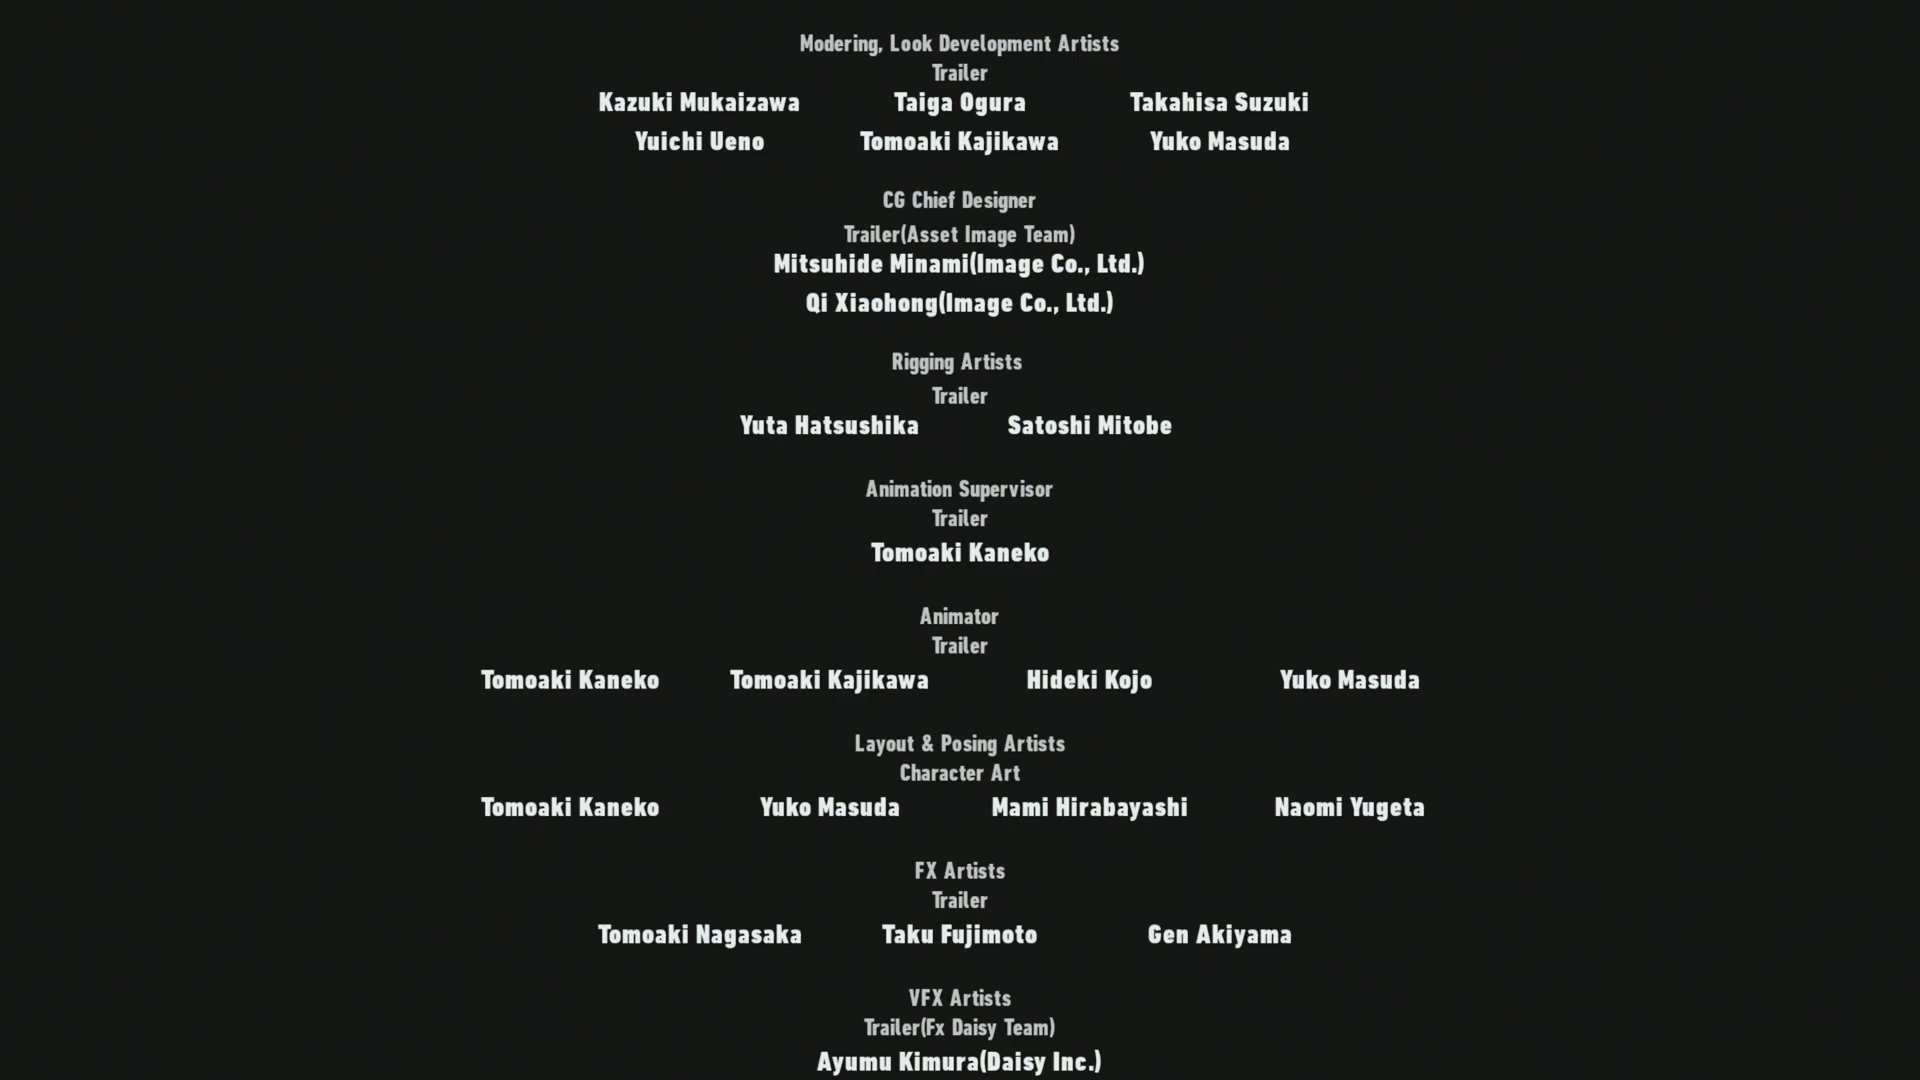 Modering, Look Development Artists
Trailer
Kazuki Mukaizawa Taiga Ogura Takahisa Suzuki
Yuichi Ueno Tomoaki Kajikawa Yuko Masuda
CG Chief Designer
Trailer(Asset Image Team)
Mitsuhide Minami(Image Co., Ltd.)
Qi Xiaohong(Image Co., Ltd.)
Rigging Artists
Trailer
Yuta Hatsushika Satoshi Mitobe
Animation Supervisor
Trailer
Tomoaki Kaneko
Animator
Trailer
Tomoaki Kaneko Tomoaki Kajikawa Hideki Kojo Yuko Masuda
Layout & Posing Artists
Character Art
Tomoaki Kaneko Yuko Masuda Mami Hirabayashi Naomi Yugeta
FX Artists
Trailer
Tomoaki Nagasaka Taku Fujimoto Gen Akiyama
VFX Artists
Trailer(Fx Daisy Team)
Ayumu Kimura(Daisy Inc.)